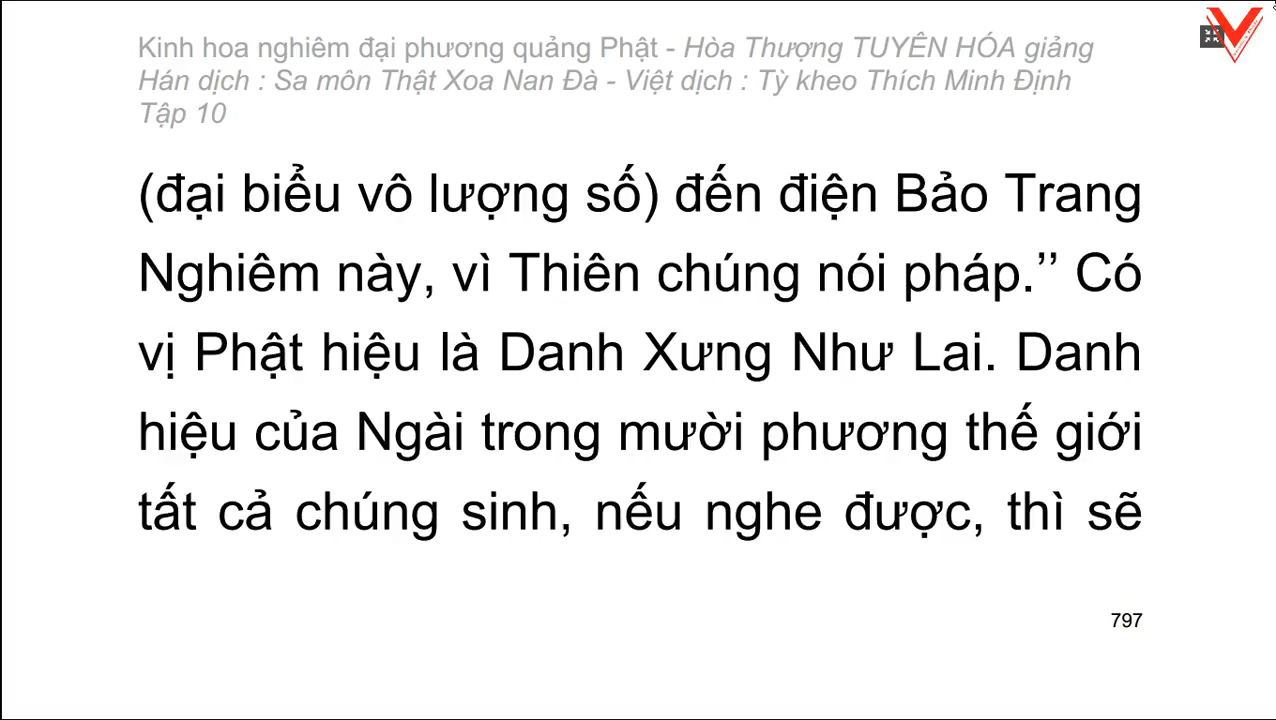 Kinh hoa nghiêm đại phương quảng Phật - Hòa Thượng TUYÊN HÓA giảng
Hán dịch : Sa môn Thật Xoa Nan Đà - Việt dịch : Tỳ kheo Thích Minh Định
Tập 10
(đại biểu vô lượng số) đến điện Bảo Trang
Nghiêm này, vì Thiên chúng nói pháp.’’ Có
vị Phật hiệu là Danh Xưng Như Lai. Danh
hiệu của Ngài trong mười phương thế giới
tất cả chúng sinh, nếu nghe được, thì sẽ
797